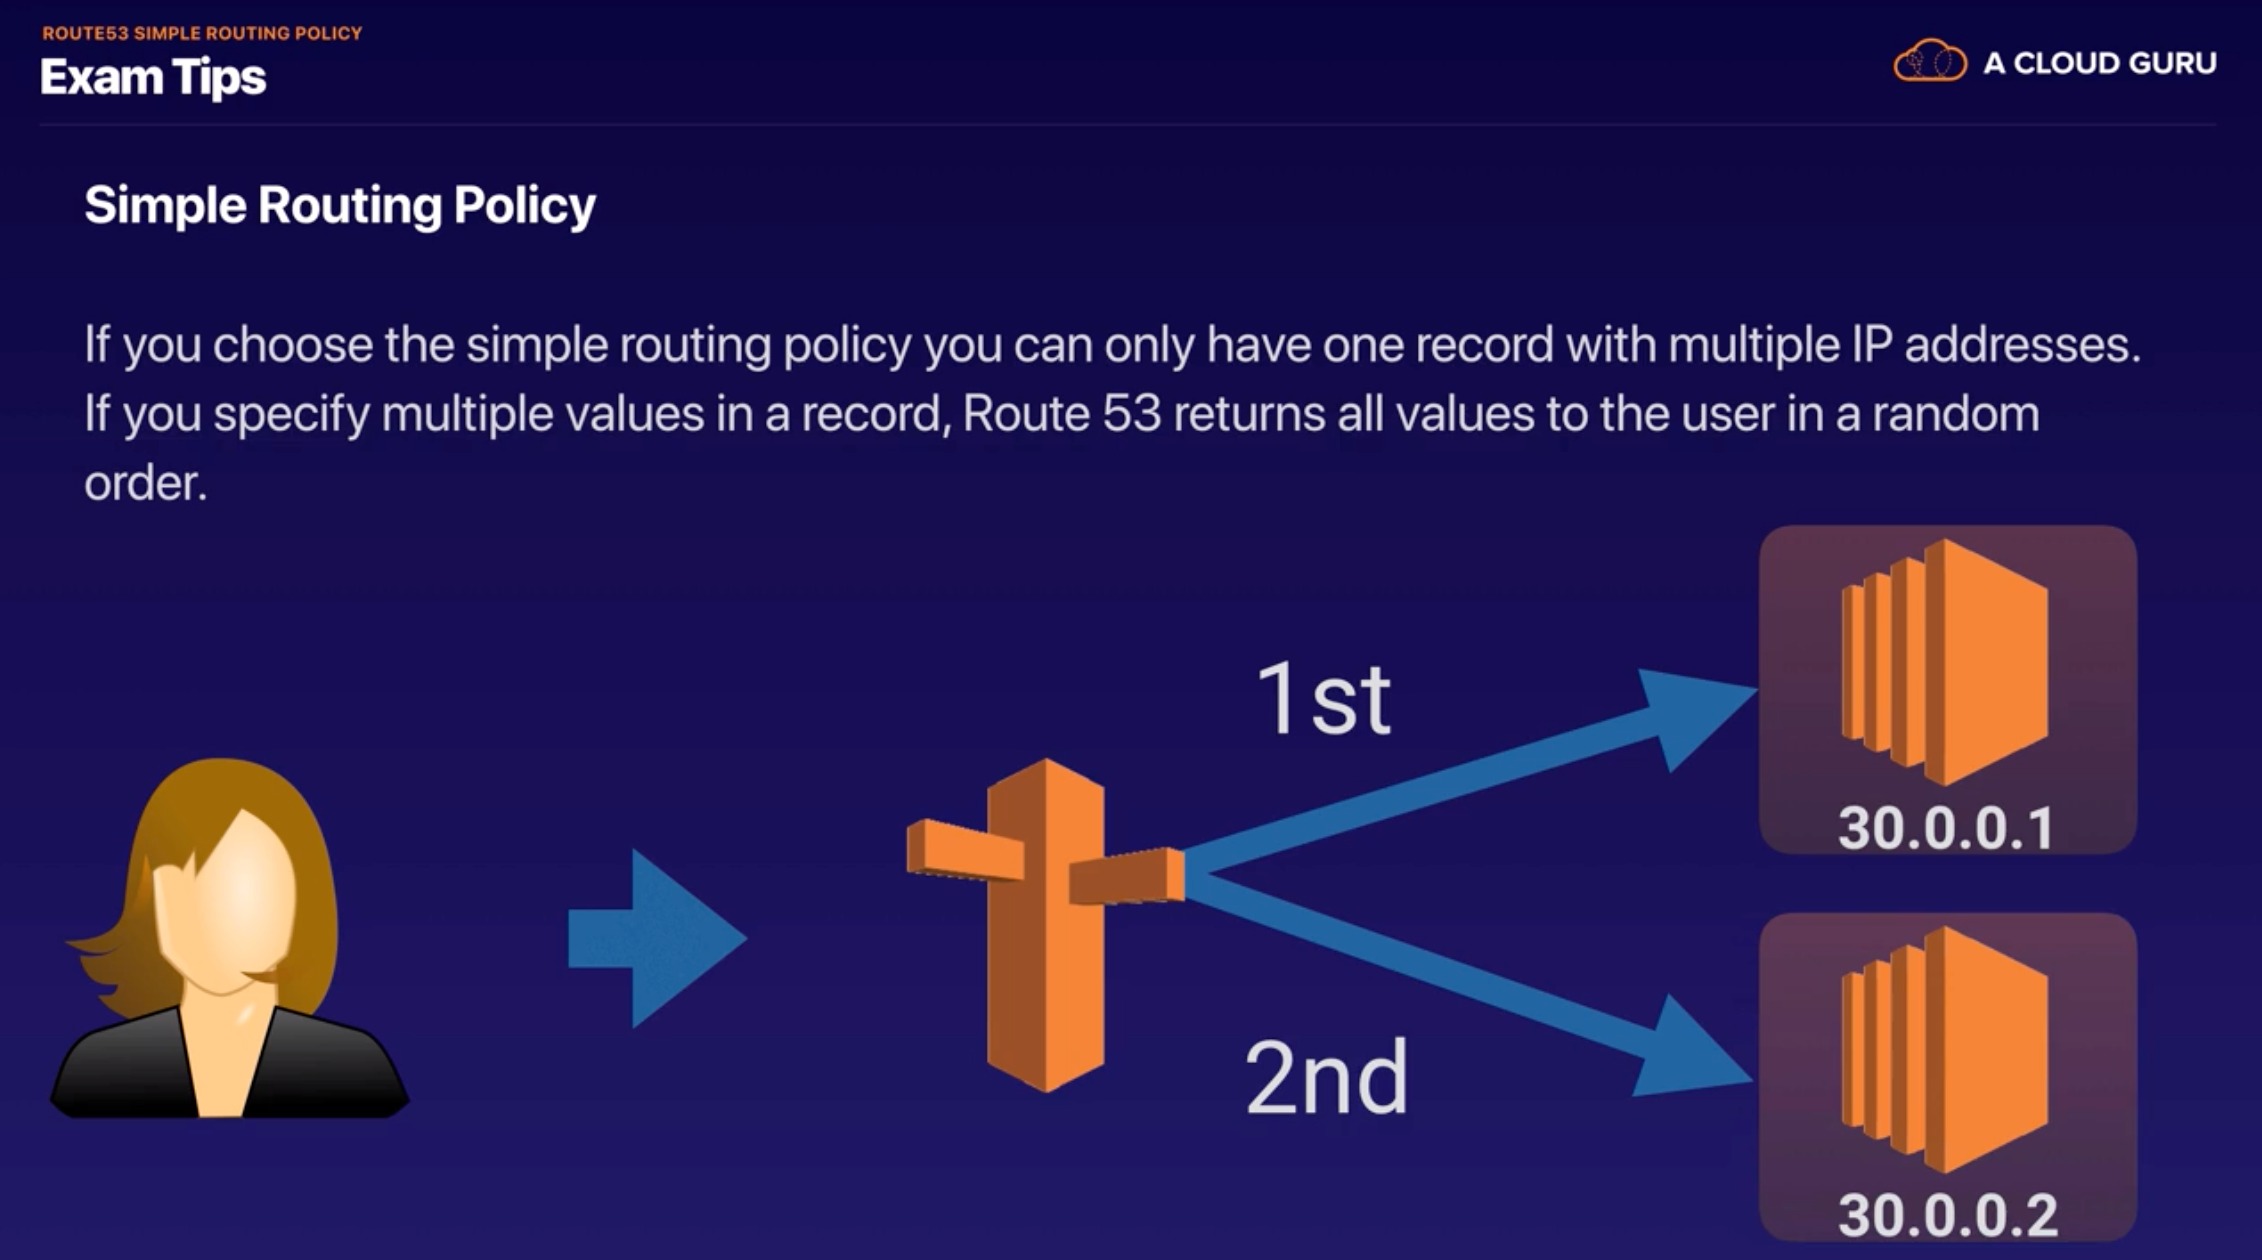 ROUTE53 SIMPLE ROUTING POLICY
Exam Tips
A CLOUD GURU
Simple Routing Policy
If you choose the simple routing policy you can only have one record with multiple IP addresses.
If you specify multiple values in a record, Route 53 returns all values to the user in a random
order.
1st
30.0.0.1
2nd
30.0.0.2